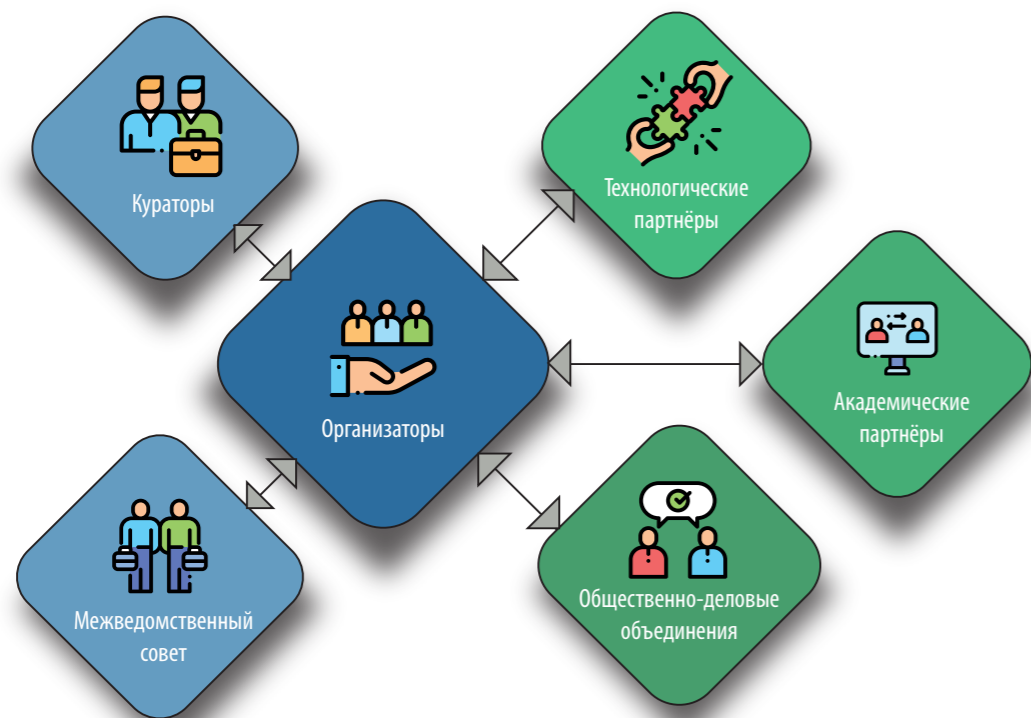 Кураторы
Технологические
партнёры
Организаторы
Академические
партнёры
Межведомственный
совет
Общественно-деловые
объединения